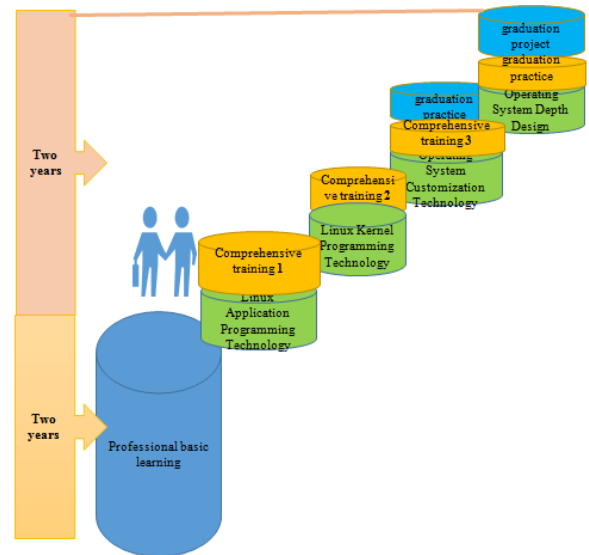 graduation
project
graduation
practice
Operating
System Depth
Design
graduation
practice
Comprehensive
training 3
Operating
System
Customization
Technology
Two
years
Comprehensi
ve training 2
Linux Kernel
Programming
Technology
Comprehensive
training 1
Linux
Application
Programming
Technology
Two
years
Professional basic
learning